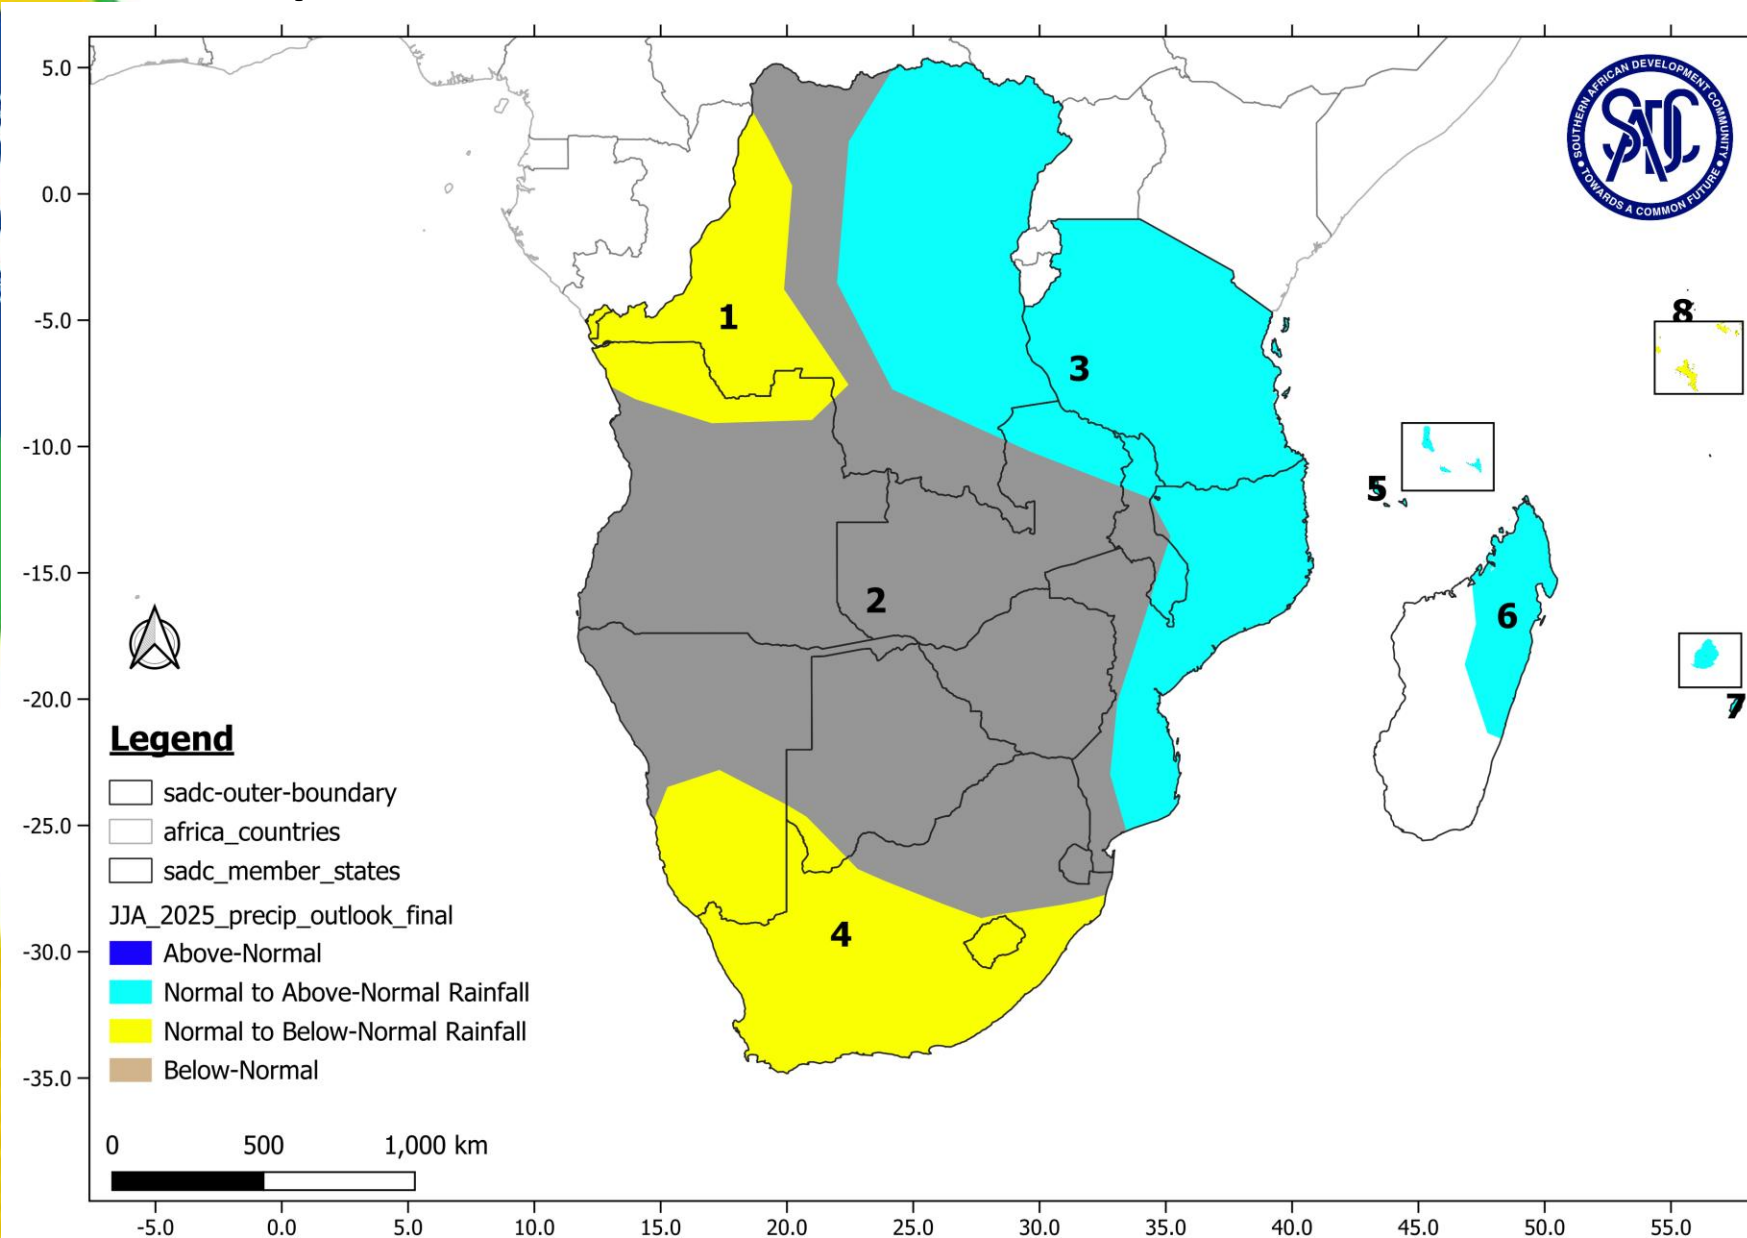 5.0
0.0
-5.0
-10.0
-15.0
-20.0
-25.0
-30.0
-35.0
SOUTHERN AFRICAN DEVELOPMENT COMMUNITY
SADC
TOWARDS A COMMON FUTURE
1
2
3
4
5
6
7
8
Legend
sadc-outer-boundary
africa_countries
sadc_member_states
JJA_2025_precip_outlook_final
Above-Normal
Normal to Above-Normal Rainfall
Normal to Below-Normal Rainfall
Below-Normal
0 500 1,000 km
-5.0 0.0 5.0 10.0 15.0 20.0 25.0 30.0 35.0 40.0 45.0 50.0 55.0